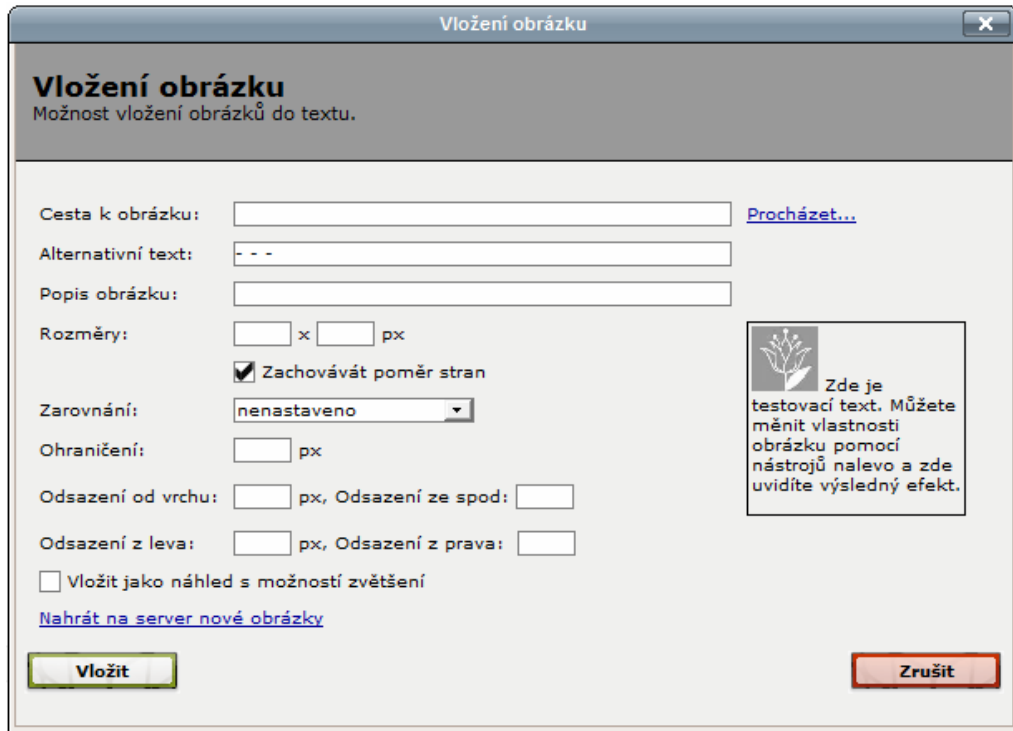 Vložení obrázku
Vložení obrázku
Možnost vložení obrázků do textu.
Cesta k obrázku: Procházet...
Alternativní text: - - -
Popis obrázku:
Rozměry: x px
Zachovávát poměr stran
Zarovnání: nenastaveno
Ohraničení: px
Odsazení od vrchu: px, Odsazení ze spod:
Odsazení z leva: px, Odsazení z prava:
Vložit jako náhled s možností zvětšení
Nahrát na server nové obrázky
Zde je
testovací text. Můžete
měnit vlastnosti
obrázku pomocí
nástrojů nalevo a zde
uvidíte výsledný efekt.
Vložit Zrušit